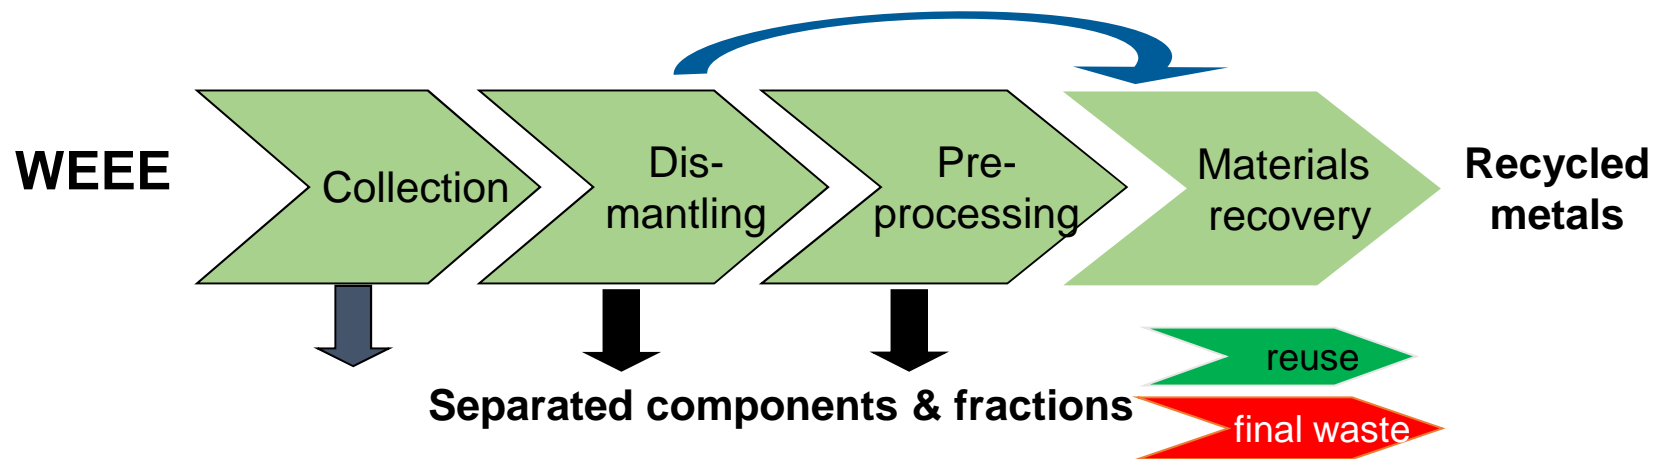 WEEE
Collection
Dis-
mantling
Pre-
processing
Materials
recovery
Recycled
metals
Separated components & fractions
reuse
final waste